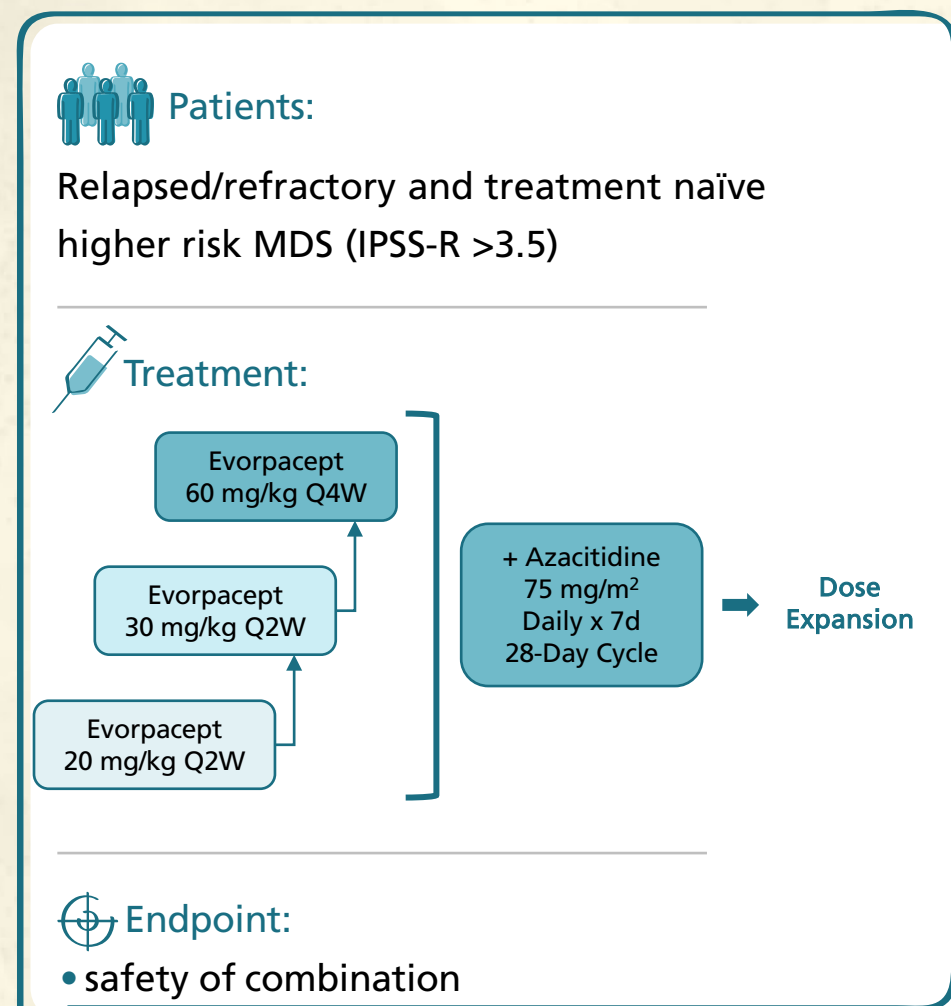 Patients:
Relapsed/refractory and treatment naïve
higher risk MDS (IPSS-R >3.5)
Treatment:
Evorpacept
60 mg/kg Q4W
Evorpacept
30 mg/kg Q2W
Evorpacept
20 mg/kg Q2W
+ Azacitidine
75 mg/m²
Daily x 7d
28-Day Cycle
Dose
Expansion
Endpoint:
• safety of combination